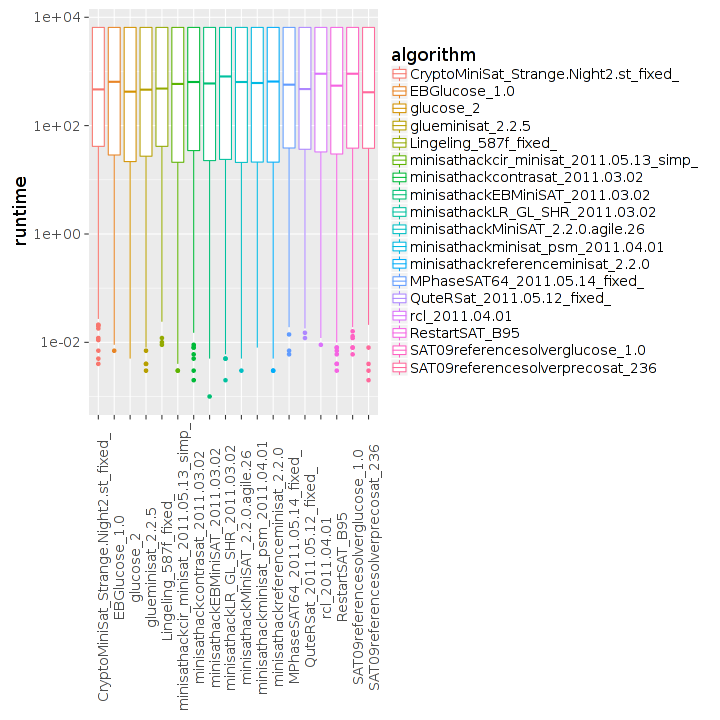 1e+04
1e+02
1e+00
1e-02
runtime
algorithm
CryptoMiniSat_Strange.Night2.st_fixed_
EBGlucose_1.0
glucose_2
glueminisat_2.2.5
Lingeling_587f_fixed_
minisathackcir_minisat_2011.05.13_simp_
minisathackcontrasat_2011.03.02
minisathackEBMiniSAT_2011.03.02
minisathackLR_GL_SHR_2011.03.02
minisathackMiniSAT_2.2.0.agile.26
minisathackminisat_psm_2011.04.01
minisathackreferenceminisat_2.2.0
MPhaseSAT64_2011.05.14_fixed_
QuteRSat_2011.05.12_fixed_
rcl_2011.04.01
RestartSAT_B95
SAT09referencesolverglucose_1.0
SAT09referencesolverprecosat_236
CryptoMiniSat_Strange.Night2.st_fixed_
EBGlucose_1.0
glucose_2
glueminisat_2.2.5
Lingeling_587f_fixed_
minisathackcir_minisat_2011.05.13_simp_
minisathackcontrasat_2011.03.02
minisathackEBMiniSAT_2011.03.02
minisathackLR_GL_SHR_2011.03.02
minisathackMiniSAT_2.2.0.agile.26
minisathackminisat_psm_2011.04.01
minisathackreferenceminisat_2.2.0
MPhaseSAT64_2011.05.14_fixed_
QuteRSat_2011.05.12_fixed_
rcl_2011.04.01
RestartSAT_B95
SAT09referencesolverglucose_1.0
SAT09referencesolverprecosat_236